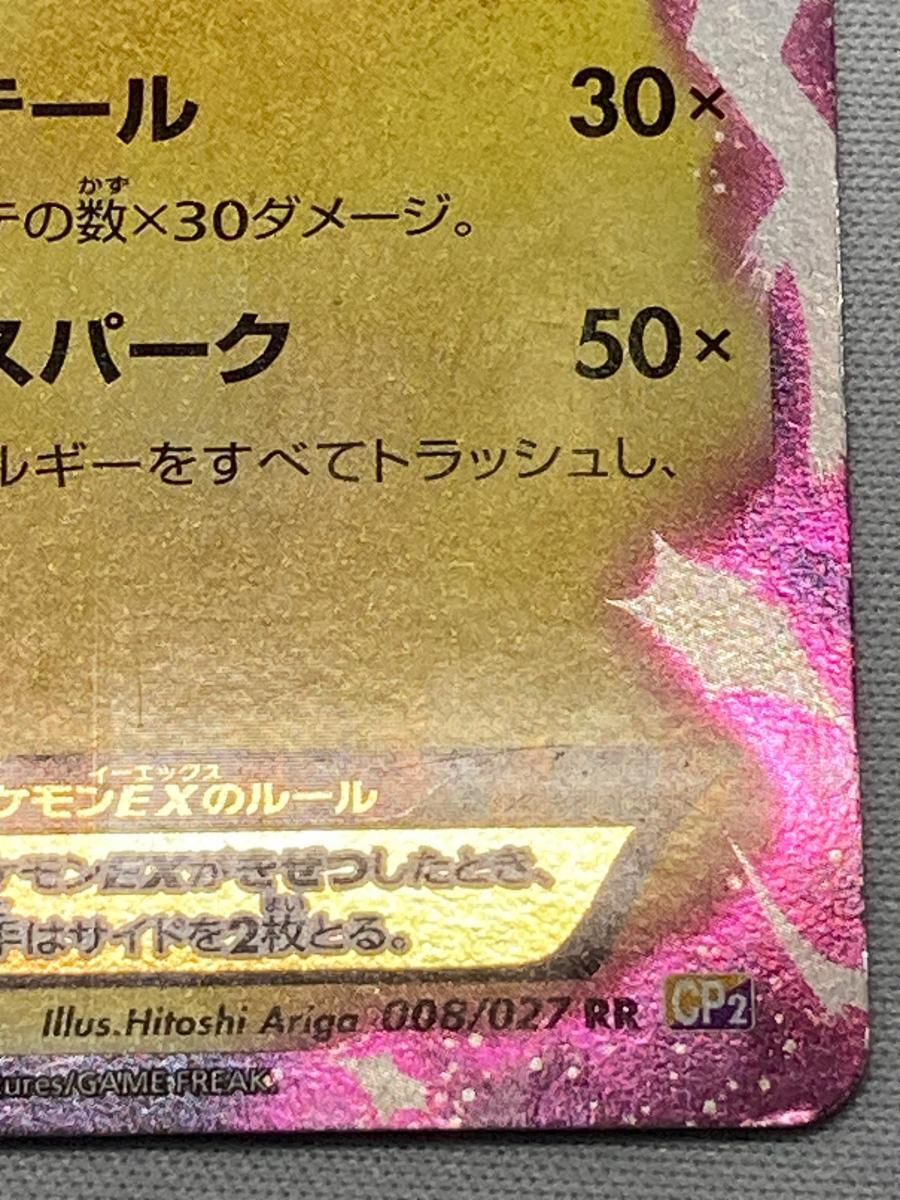 テール 30×
かず
テの数×30ダメージ。
スパーク 50×
ルギーをすべてトラッシュし、
イーエックス
ケモンEXのルール
ケモンEXがきぜつしたとき、
まい
手はサイドを2枚とる。
Illus.Hitoshi Ariga 008/027 RR CP2
ures/GAME FREAK.